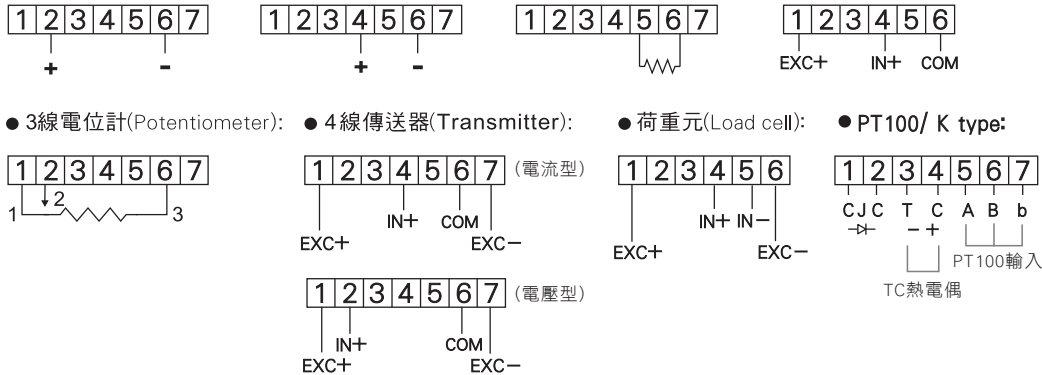 1 2 3 4 5 6 7
+ -
1 2 3 4 5 6 7
+ -
1 2 3 4 5 6 7
1 2 3 4 5 6
EXC+ IN+ COM
● 3線電位計(Potentiometer):
1 2 3 4 5 6 7
1 2 3
● 4線傳送器(Transmitter):
1 2 3 4 5 6 7 (電流型)
IN+ COM
EXC+ EXC−
1 2 3 4 5 6 7 (電壓型)
IN+ COM
EXC+ EXC−
● 荷重元(Load cell):
1 2 3 4 5 6
IN+ IN−
EXC+ EXC−
● PT100/ K type:
1 2 3 4 5 6 7
C J C T C A B b
− +
PT100輸入
TC熱電偶